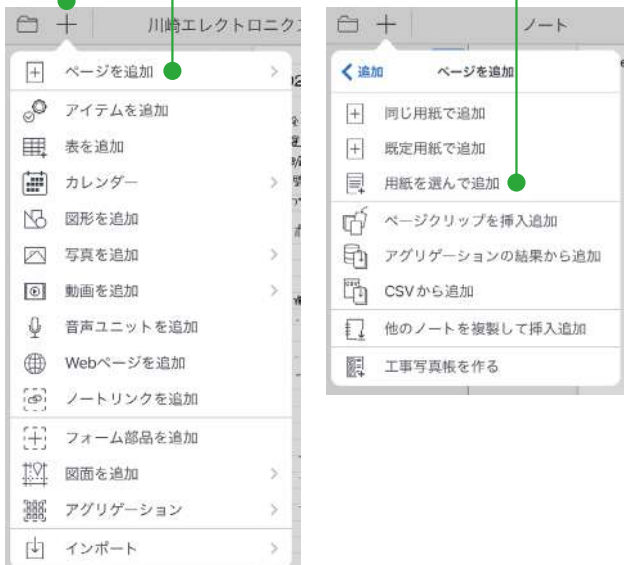 川崎エレクトロニク
ページを追加
アイテムを追加
表を追加
カレンダー
図形を追加
写真を追加
動画を追加
音声ユニットを追加
Webページを追加
ノートリンクを追加
フォーム部品を追加
図面を追加
アグリゲーション
インポート
ノート
追加
ページを追加
同じ用紙で追加
既定用紙で追加
用紙を選んで追加
ページクリップを挿入追加
アグリゲーションの結果から追加
CSVから追加
他のノートを複製して挿入追加
工事写真帳を作る